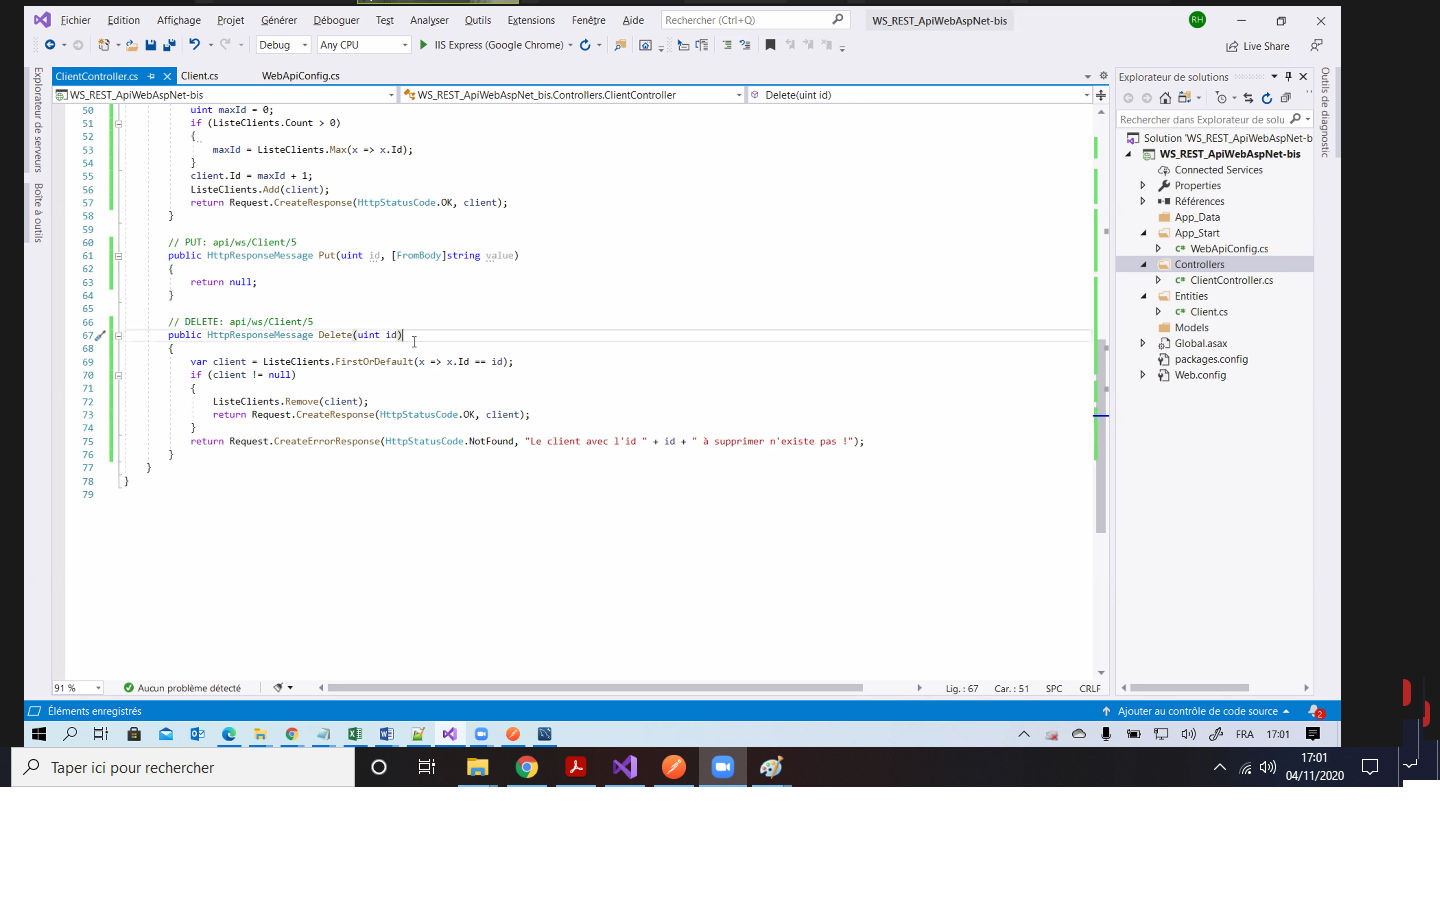 Fichier Edition Affichage Projet Générer Déboguer Test Analyser Outils Extensions Fenêtre Aide Rechercher (Ctrl+Q) WS_REST_ApiWebAspNet-bis RH
Debug Any CPU IIS Express (Google Chrome) Live Share
Explorateur de serveurs
Boîte à outils
ClientController.cs Client.cs WebApiConfig.cs
WS_REST_ApiWebAspNet-bis WS_REST_ApiWebAspNet_bis.Controllers.ClientController Delete(uint id)
50 uint maxId = 0;
51 if (ListeClients.Count > 0)
52 {
53 maxId = ListeClients.Max(x => x.Id);
54 }
55 client.Id = maxId + 1;
56 ListeClients.Add(client);
57 return Request.CreateResponse(HttpStatusCode.OK, client);
58 }
59
60 // PUT: api/ws/Client/5
61 public HttpResponseMessage Put(uint id, [FromBody]string value)
62 {
63 return null;
64 }
65
66 // DELETE: api/ws/Client/5
67 public HttpResponseMessage Delete(uint id)
68 {
69 var client = ListeClients.FirstOrDefault(x => x.Id == id);
70 if (client != null)
71 {
72 ListeClients.Remove(client);
73 return Request.CreateResponse(HttpStatusCode.OK, client);
74 }
75 return Request.CreateErrorResponse(HttpStatusCode.NotFound, "Le client avec l'id " + id + " à supprimer n'existe pas !");
76 }
77 }
78 }
79
91 % Aucun problème détecté Lig. : 67 Car. : 51 SPC CRLF
Explorateur de solutions
Rechercher dans Explorateur de solu
Solution 'WS_REST_ApiWebAspNet-b
WS_REST_ApiWebAspNet-bis
Connected Services
Properties
Références
App_Data
App_Start
C# WebApiConfig.cs
Controllers
C# ClientController.cs
Entities
C# Client.cs
Models
Global.asax
packages.config
Web.config
Outils de diagnostic
Éléments enregistrés Ajouter au contrôle de code source 2
FRA 17:01
Taper ici pour rechercher 17:01
04/11/2020